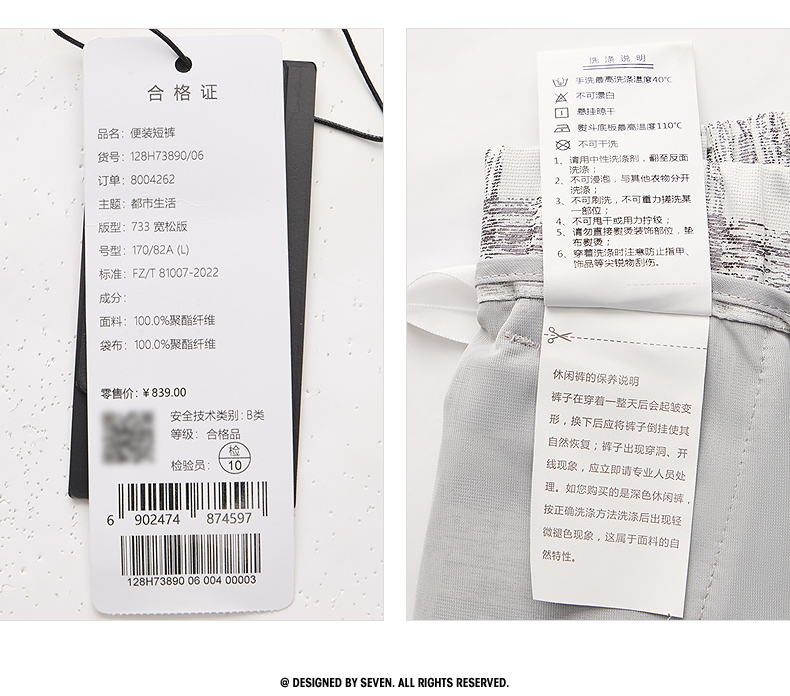 合格证
品名：便装短裤
货号：128H73890/06
订单：8004262
主题：都市生活
版型：733 宽松版
号型：170/82A (L)
标准：FZ/T 81007-2022
成分：
面料：100.0%聚酯纤维
袋布：100.0%聚酯纤维
零售价：¥839.00
安全技术类别：B类
等级：合格品
检验员：检 10
6 902474 874597
128H73890 06 004 00003
洗涤说明
手洗最高洗涤温度40℃
不可漂白
悬挂晾干
熨斗底板最高温度110℃
不可干洗
1、请用中性洗涤剂，翻至反面
洗涤；
2、不可浸泡，与其他衣物分开
洗涤；
3、不可刷洗，不可重力搓洗某
一部位；
4、不可甩干或用力拧绞；
5、请勿直接熨烫装饰部位，垫
布熨烫；
6、穿着洗涤时注意防止指甲、
饰品等尖锐物刮伤。
休闲裤的保养说明
裤子在穿着一整天后会起皱变
形，换下后应将裤子倒挂使其
自然恢复；裤子出现穿洞、开
线现象，应立即请专业人员处
理。如您购买的是深色休闲裤，
按正确洗涤方法洗涤后出现轻
微褪色现象，这属于面料的自
然特性。
@ DESIGNED BY SEVEN. ALL RIGHTS RESERVED.